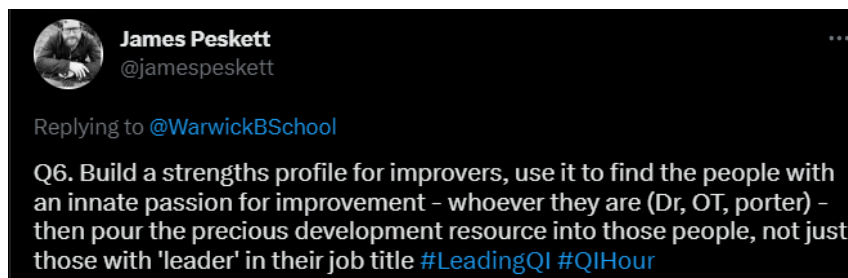 James Peskett
@jamespeskett
Replying to @WarwickBSchool
Q6. Build a strengths profile for improvers, use it to find the people with
an innate passion for improvement - whoever they are (Dr, OT, porter) -
then pour the precious development resource into those people, not just
those with 'leader' in their job title #LeadingQI #QIHour